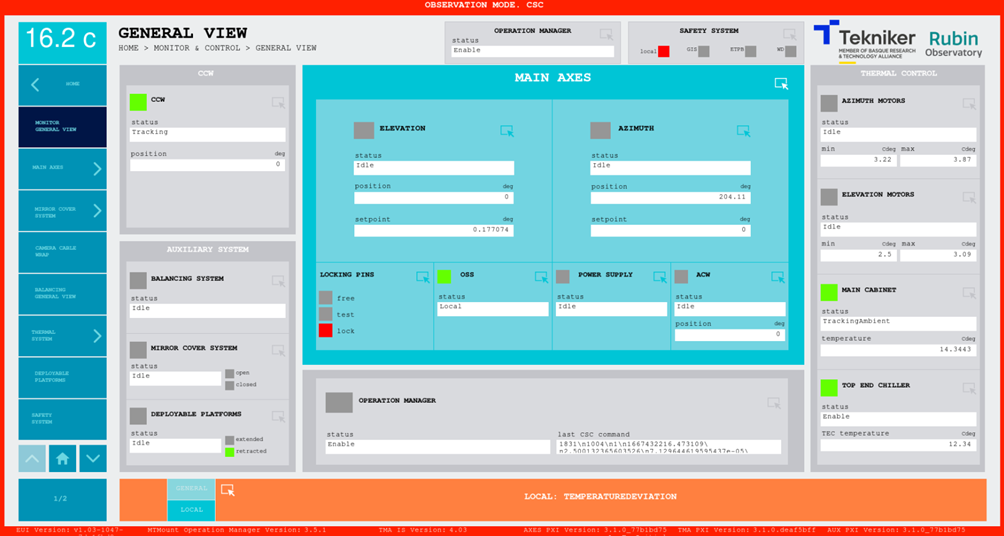 OBSERVATION MODE. CSC
16.2 c
GENERAL VIEW
HOME > MONITOR & CONTROL > GENERAL VIEW
OPERATION MANAGER
status
Enable
SAFETY SYSTEM
local
GIS
ETPB
WD
Tekniker
MEMBER OF BASQUE RESEARCH
& TECHNOLOGY ALLIANCE
Rubin
Observatory
HOME
MONITOR
GENERAL VIEW
MAIN AXES
MIRROR COVER
SYSTEM
CAMERA CABLE
WRAP
BALANCING
GENERAL VIEW
THERMAL
SYSTEM
DEPLOYABLE
PLATFORMS
SAFETY
SYSTEM
1/2
CCW
CCW
status
Tracking
position deg
0
AUXILIARY SYSTEM
BALANCING SYSTEM
status
Idle
MIRROR COVER SYSTEM
status
Idle
open
closed
DEPLOYABLE PLATFORMS
status
Idle
extended
retracted
MAIN AXES
ELEVATION
status
Idle
position deg
0
setpoint deg
0.177074
AZIMUTH
status
Idle
position deg
204.11
setpoint deg
0
LOCKING PINS
free
test
lock
OSS
status
Local
POWER SUPPLY
status
Idle
ACW
status
Idle
position deg
0
OPERATION MANAGER
status
Enable
last CSC command
1831\n1004\n1\n1667432216.473109\
n2.500132365603526\n7.129644619595437e-05\
THERMAL CONTROL
AZIMUTH MOTORS
status
Idle
min Cdeg max Cdeg
3.22 3.87
ELEVATION MOTORS
status
Idle
min Cdeg max Cdeg
2.5 3.09
MAIN CABINET
status
TrackingAmbient
temperature Cdeg
14.3443
TOP END CHILLER
status
Enable
TEC temperature Cdeg
12.34
GENERAL
LOCAL
LOCAL: TEMPERATUREDEVIATION
EUI Version: v1.03-1047-
MTMount Operation Manager Version: 3.5.1
TMA IS Version: 4.03
AXES PXI Version: 3.1.0_77b1bd75
TMA PXI Version: 3.1.0.deaf5bff
AUX PXI Version: 3.1.0_77b1bd75